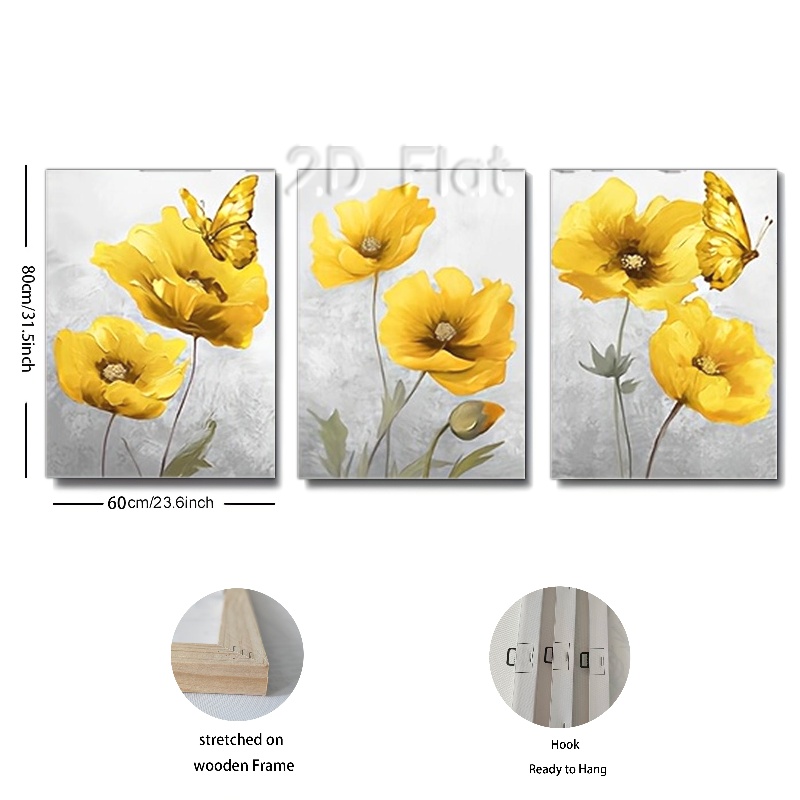 2D Flat
80cm/31.5inch
60cm/23.6inch
stretched on
wooden Frame
Hook
Ready to Hang